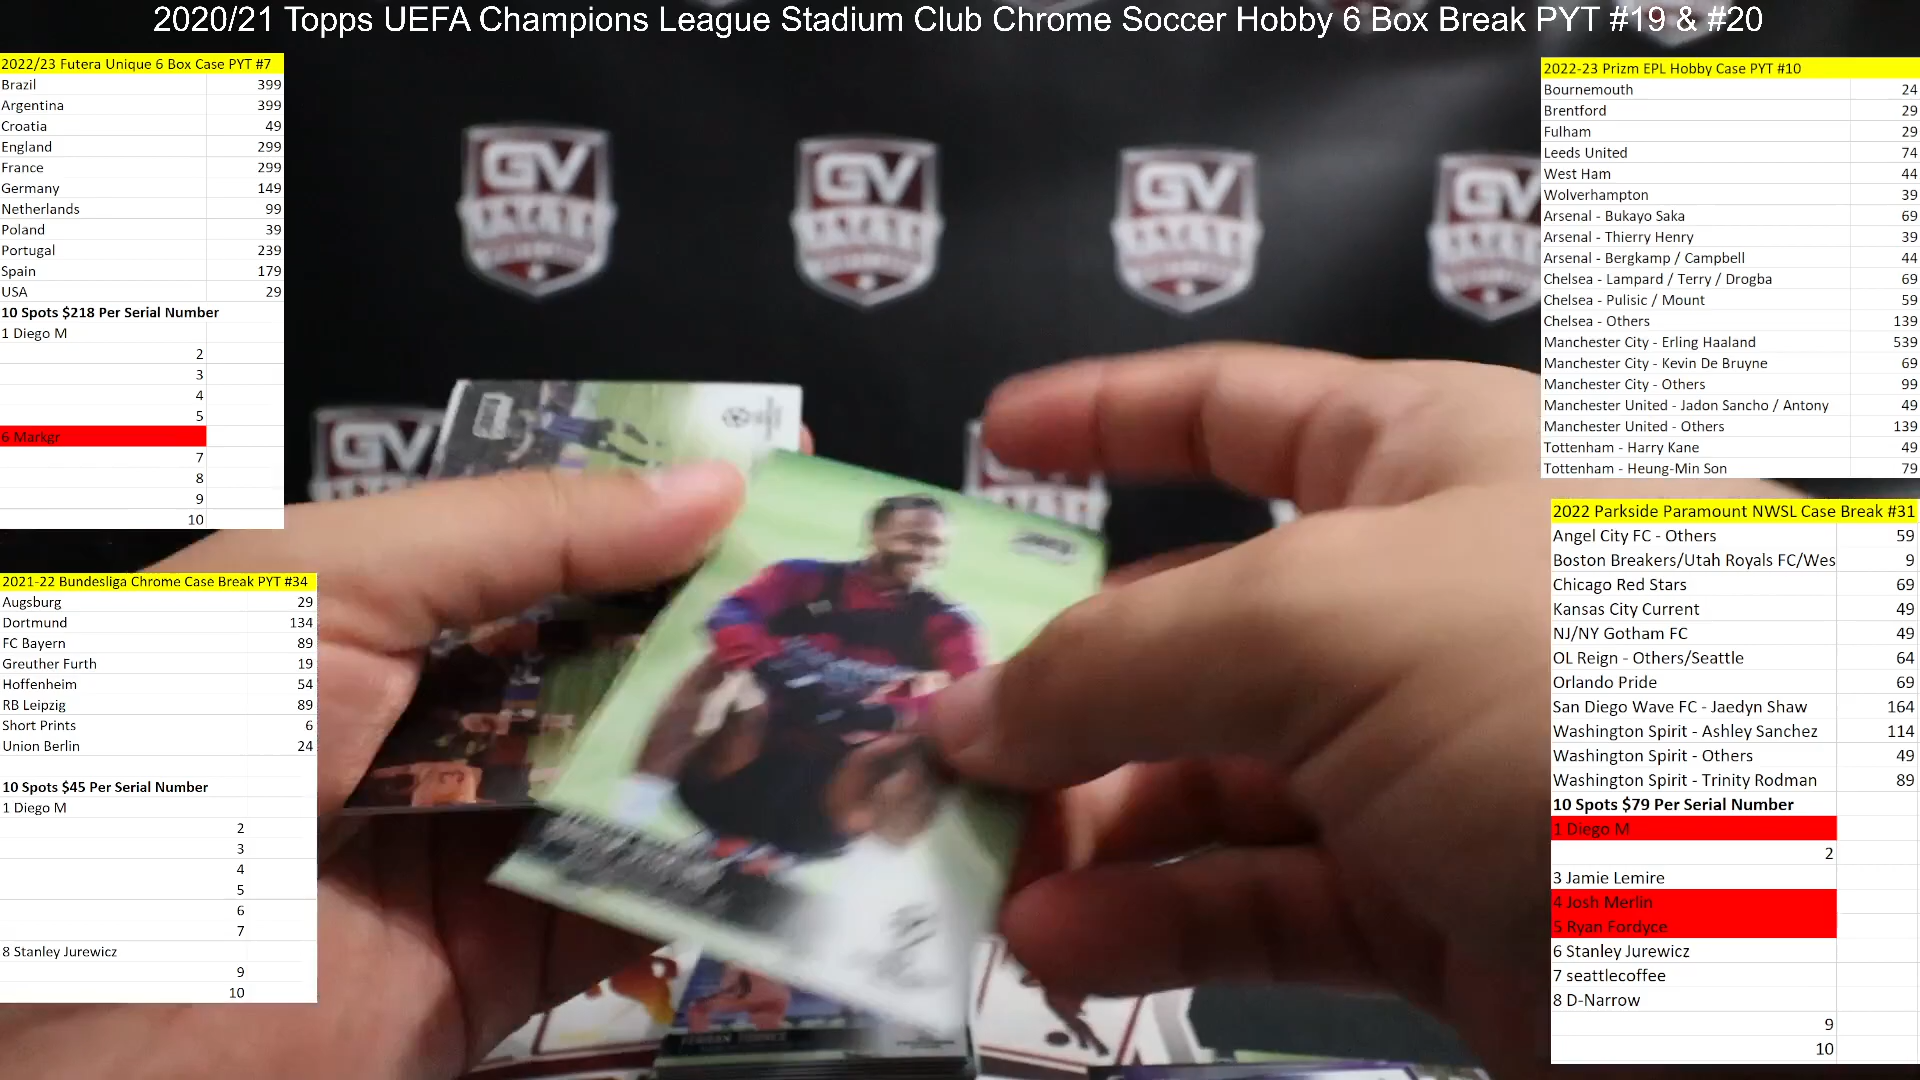 2020/21 Topps UEFA Champions League Stadium Club Chrome Soccer Hobby 6 Box Break PYT #19 & #20
2022/23 Futera Unique 6 Box Case PYT #7
Brazil 399
Argentina 399
Croatia 49
England 299
France 299
Germany 149
Netherlands 99
Poland 39
Portugal 239
Spain 179
USA 29
10 Spots $218 Per Serial Number
1 Diego M
2
3
4
5
6 Markgr
7
8
9
10
2021-22 Bundesliga Chrome Case Break PYT #34
Augsburg 29
Dortmund 134
FC Bayern 89
Greuther Furth 19
Hoffenheim 54
RB Leipzig 89
Short Prints 6
Union Berlin 24
10 Spots $45 Per Serial Number
1 Diego M
2
3
4
5
6
7
8 Stanley Jurewicz
9
10
GV
GV
GV
GV
GV
FERRAN TORRES
2022-23 Prizm EPL Hobby Case PYT #10
Bournemouth 24
Brentford 29
Fulham 29
Leeds United 74
West Ham 44
Wolverhampton 39
Arsenal - Bukayo Saka 69
Arsenal - Thierry Henry 39
Arsenal - Bergkamp / Campbell 44
Chelsea - Lampard / Terry / Drogba 69
Chelsea - Pulisic / Mount 59
Chelsea - Others 139
Manchester City - Erling Haaland 539
Manchester City - Kevin De Bruyne 69
Manchester City - Others 99
Manchester United - Jadon Sancho / Antony 49
Manchester United - Others 139
Tottenham - Harry Kane 49
Tottenham - Heung-Min Son 79
2022 Parkside Paramount NWSL Case Break #31
Angel City FC - Others 59
Boston Breakers/Utah Royals FC/Wes 9
Chicago Red Stars 69
Kansas City Current 49
NJ/NY Gotham FC 49
OL Reign - Others/Seattle 64
Orlando Pride 69
San Diego Wave FC - Jaedyn Shaw 164
Washington Spirit - Ashley Sanchez 114
Washington Spirit - Others 49
Washington Spirit - Trinity Rodman 89
10 Spots $79 Per Serial Number
1 Diego M
2
3 Jamie Lemire
4 Josh Merlin
5 Ryan Fordyce
6 Stanley Jurewicz
7 seattlecoffee
8 D-Narrow
9
10